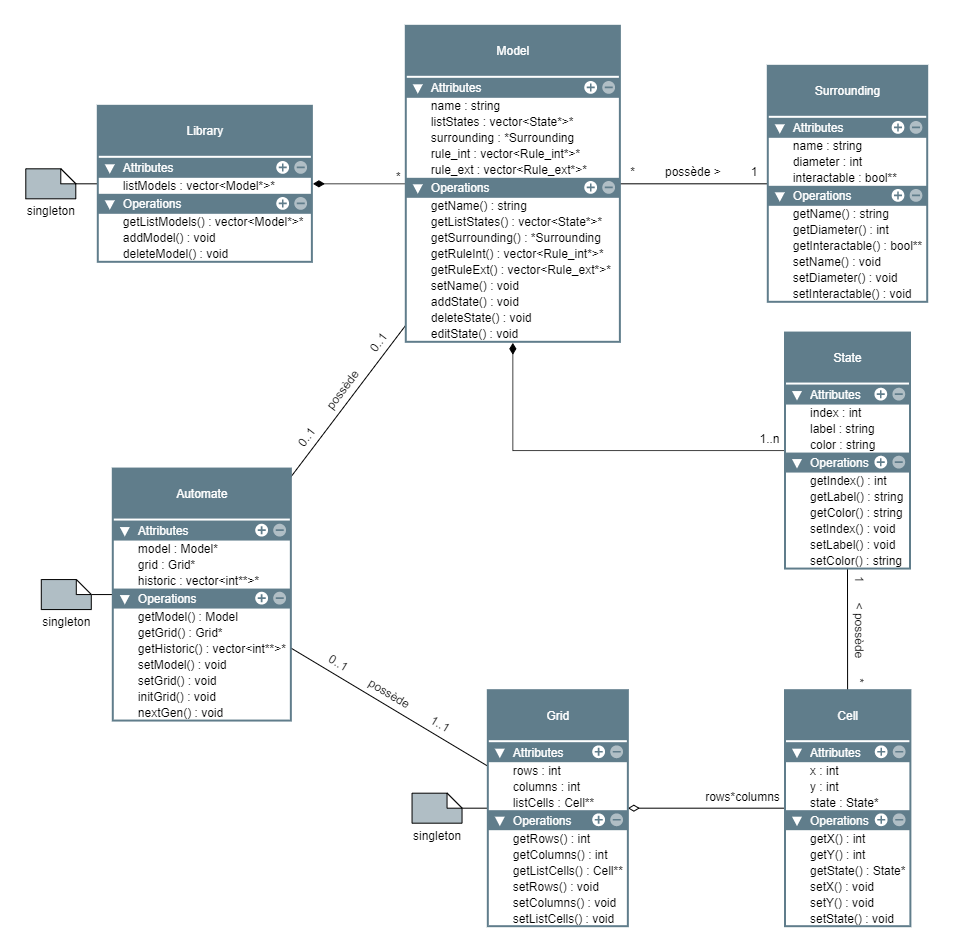 Model
Attributes
name : string
listStates : vector<State*>*
surrounding : *Surrounding
rule_int : vector<Rule_int*>*
rule_ext : vector<Rule_ext*>*
Operations
getName() : string
getListStates() : vector<State*>*
getSurrounding() : *Surrounding
getRuleInt() : vector<Rule_int*>*
getRuleExt() : vector<Rule_ext*>*
setName() : void
addState() : void
deleteState() : void
editState() : void
Surrounding
Attributes
name : string
diameter : int
interactable : bool**
Operations
getName() : string
getDiameter() : int
getInteractable() : bool**
setName() : void
setDiameter() : void
setInteractable() : void
Library
Attributes
listModels : vector<Model*>*
Operations
getListModels() : vector<Model*>*
addModel() : void
deleteModel() : void
singleton
*
* possède > 1
0..1
possède
0..1
1..n
State
Attributes
index : int
label : string
color : string
Operations
getIndex() : int
getLabel() : string
getColor() : string
setIndex() : void
setLabel() : void
setColor() : string
1
< possède
*
Automate
Attributes
model : Model*
grid : Grid*
historic : vector<int**>*
Operations
getModel() : Model
getGrid() : Grid*
getHistoric() : vector<int**>*
setModel() : void
setGrid() : void
initGrid() : void
nextGen() : void
singleton
0..1
possède
1..1
Grid
Attributes
rows : int
columns : int
listCells : Cell**
Operations
getRows() : int
getColumns() : int
getListCells() : Cell**
setRows() : void
setColumns() : void
setListCells() : void
singleton
rows*columns
Cell
Attributes
x : int
y : int
state : State*
Operations
getX() : int
getY() : int
getState() : State*
setX() : void
setY() : void
setState() : void